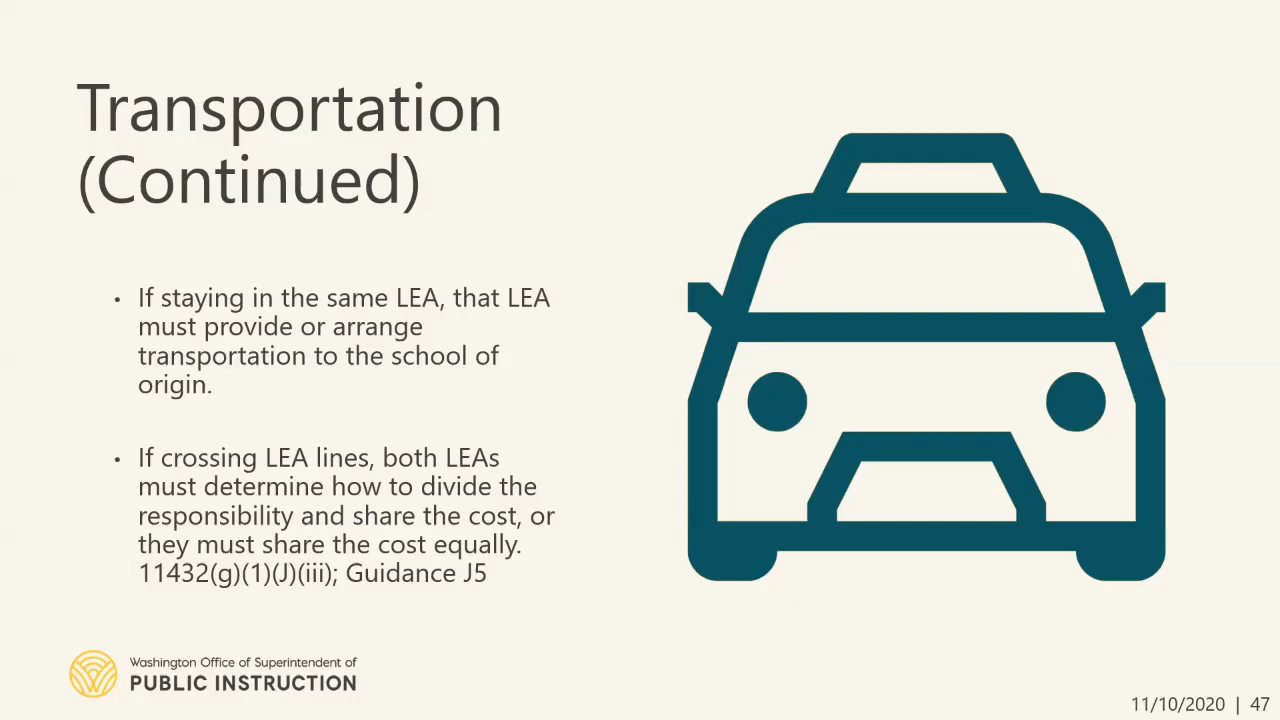 Transportation
(Continued)
• If staying in the same LEA, that LEA
must provide or arrange
transportation to the school of
origin.
• If crossing LEA lines, both LEAs
must determine how to divide the
responsibility and share the cost, or
they must share the cost equally.
11432(g)(1)(J)(iii); Guidance J5
Washington Office of Superintendent of
PUBLIC INSTRUCTION
11/10/2020 | 47